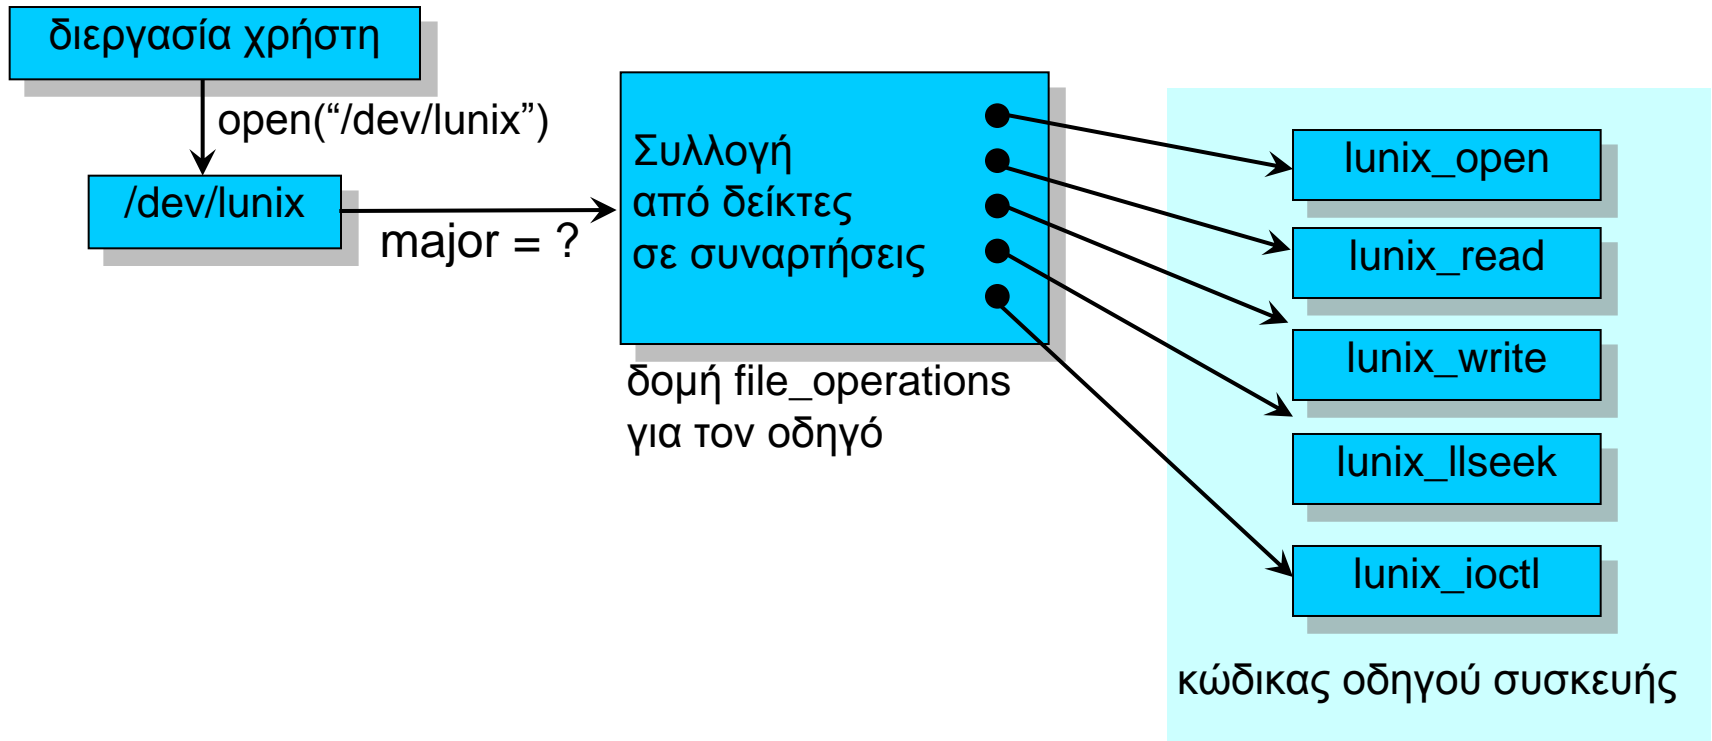 διεργασία χρήστη
open(“/dev/lunix”)
/dev/lunix
major = ?
Συλλογή
από δείκτες
σε συναρτήσεις
δομή file_operations
για τον οδηγό
lunix_open
lunix_read
lunix_write
lunix_llseek
lunix_ioctl
κώδικας οδηγού συσκευής